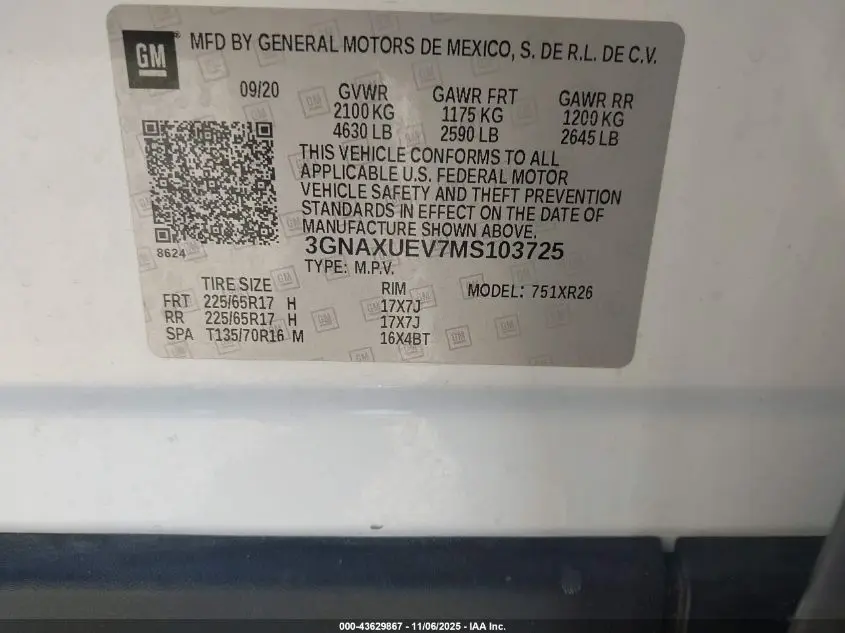 GM
MFD BY GENERAL MOTORS DE MEXICO, S. DE R.L. DE C.V.
09/20 GVWR GAWR FRT GAWR RR
2100 KG 1175 KG 1200 KG
4630 LB 2590 LB 2645 LB
THIS VEHICLE CONFORMS TO ALL
APPLICABLE U.S. FEDERAL MOTOR
VEHICLE SAFETY AND THEFT PREVENTION
STANDARDS IN EFFECT ON THE DATE OF
MANUFACTURE SHOWN ABOVE.
8624 3GNAXUEV7MS103725
TYPE: M.P.V.
TIRE SIZE RIM MODEL: 751XR26
FRT 225/65R17 H 17X7J
RR 225/65R17 H 17X7J
SPA T135/70R16 M 16X4BT
000-43629867 - 11/06/2025 - IAA Inc.